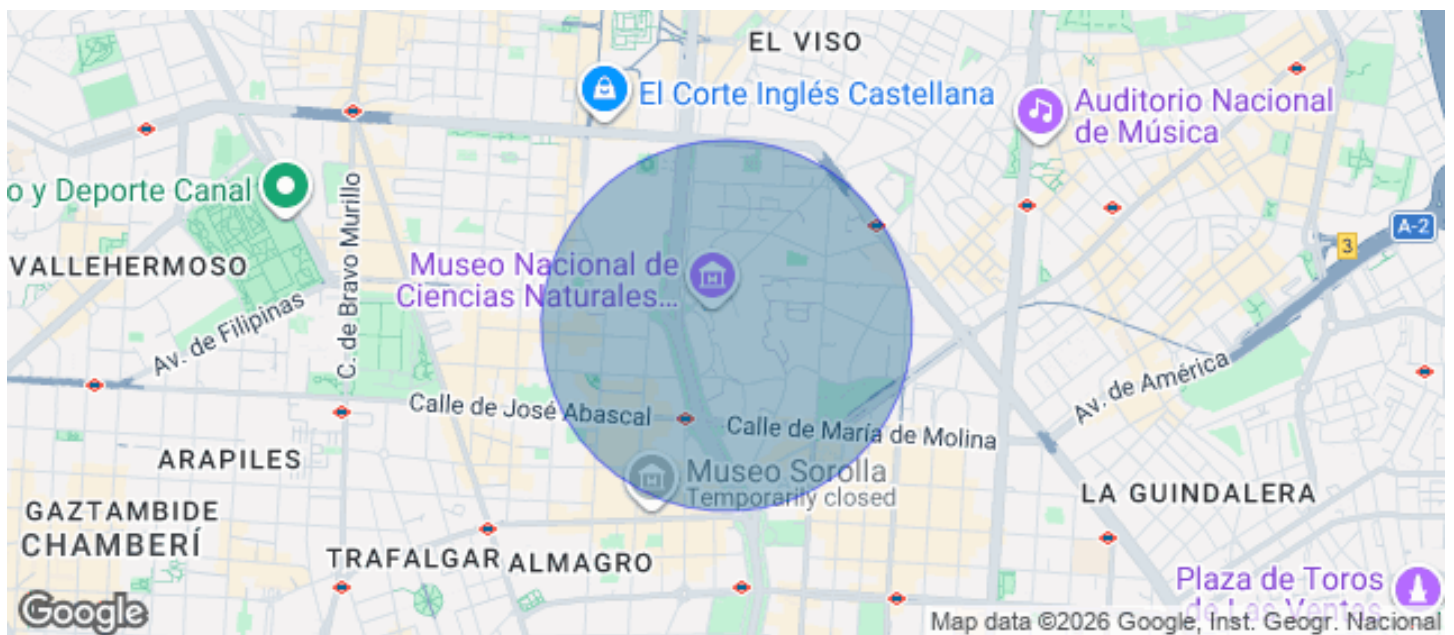 EL VISO
El Corte Inglés Castellana
Auditorio Nacional
de Música
o y Deporte Canal
C. de Bravo Murillo
A-2
3
VALLEHERMOSO
Museo Nacional de
Ciencias Naturales...
Av. de Filipinas
Av. de América
Calle de José Abascal
Calle de María de Molina
ARAPILES
Museo Sorolla
Temporarily closed
LA GUINDALERA
GAZTAMBIDE
CHAMBERÍ
TRAFALGAR
ALMAGRO
Plaza de Toros
de Las Ventas
Google
Map data ©2026 Google, Inst. Geogr. Nacional